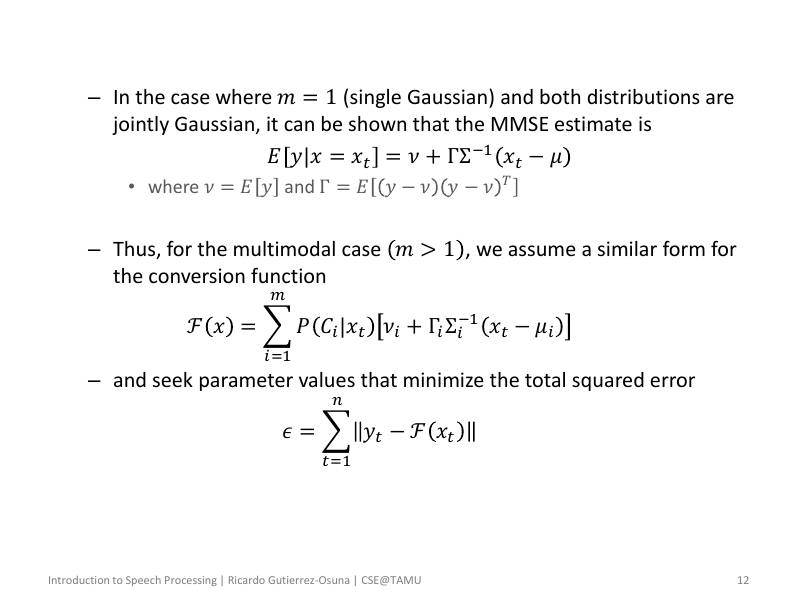 – In the case where 𝑚 = 1 (single Gaussian) and both distributions are
jointly Gaussian, it can be shown that the MMSE estimate is
𝐸[𝑦|𝑥 = 𝑥ₜ] = 𝜈 + ΓΣ⁻¹(𝑥ₜ − 𝜇)
• where 𝜈 = 𝐸[𝑦] and Γ = 𝐸[(𝑦 − 𝜈)(𝑦 − 𝜈)ᵀ]
– Thus, for the multimodal case (𝑚 > 1), we assume a similar form for
the conversion function
ℱ(𝑥) = ∑ᵢ₌₁ᵐ 𝑃(𝐶ᵢ|𝑥ₜ)[𝜈ᵢ + ΓᵢΣᵢ⁻¹(𝑥ₜ − 𝜇ᵢ)]
– and seek parameter values that minimize the total squared error
𝜖 = ∑ₜ₌₁ⁿ ‖𝑦ₜ − ℱ(𝑥ₜ)‖
Introduction to Speech Processing | Ricardo Gutierrez-Osuna | CSE@TAMU
12